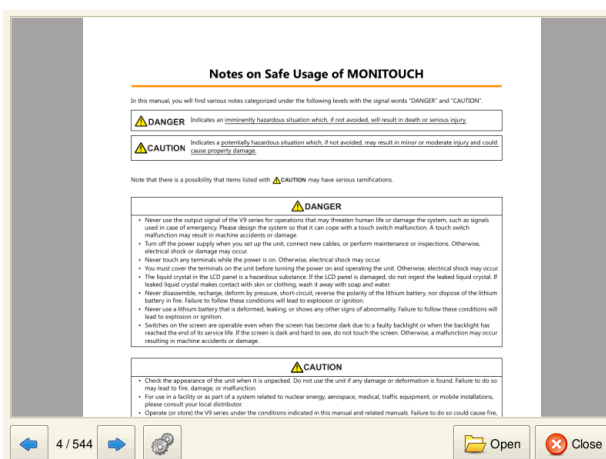 Notes on Safe Usage of MONITOUCH
In this manual, you will find various notes categorized under the following levels with the signal words "DANGER" and "CAUTION".
DANGER Indicates an imminently hazardous situation which, if not avoided, will result in death or serious injury.
CAUTION Indicates a potentially hazardous situation which, if not avoided, may result in minor or moderate injury and could
cause property damage.
Note that there is a possibility that items listed with CAUTION may have serious ramifications.
DANGER
• Never use the output signal of the V9 series for operations that may threaten human life or damage the system, such as signals
used in case of emergency. Please design the system so that it can cope with a touch switch malfunction. A touch switch
malfunction may result in machine accidents or damage.
• Turn off the power supply when you set up the unit, connect new cables, or perform maintenance or inspections. Otherwise,
electrical shock or damage may occur.
• Never touch any terminals while the power is on. Otherwise, electrical shock may occur.
• You must cover the terminals on the unit before turning the power on and operating the unit. Otherwise, electrical shock may occur.
• The liquid crystal in the LCD panel is a hazardous substance. If the LCD panel is damaged, do not ingest the leaked liquid crystal. If
leaked liquid crystal makes contact with skin or clothing, wash it away with soap and water.
• Never disassemble, recharge, deform by pressure, short-circuit, reverse the polarity of the lithium battery, nor dispose of the lithium
battery in fire. Failure to follow these conditions will lead to explosion or ignition.
• Never use a lithium battery that is deformed, leaking, or shows any other signs of abnormality. Failure to follow these conditions will
lead to explosion or ignition.
• Switches on the screen are operable even when the screen has become dark due to a faulty backlight or when the backlight has
reached the end of its service life. If the screen is dark and hard to see, do not touch the screen. Otherwise, a malfunction may occur
resulting in machine accidents or damage.
CAUTION
• Check the appearance of the unit when it is unpacked. Do not use the unit if any damage or deformation is found. Failure to do so
may lead to fire, damage, or malfunction.
• For use in a facility or as part of a system related to nuclear energy, aerospace, medical, traffic equipment, or mobile installations,
please consult your local distributor.
• Operate (or store) the V9 series under the conditions indicated in this manual and related manuals. Failure to do so could cause fire,
4 / 544
Open
Close